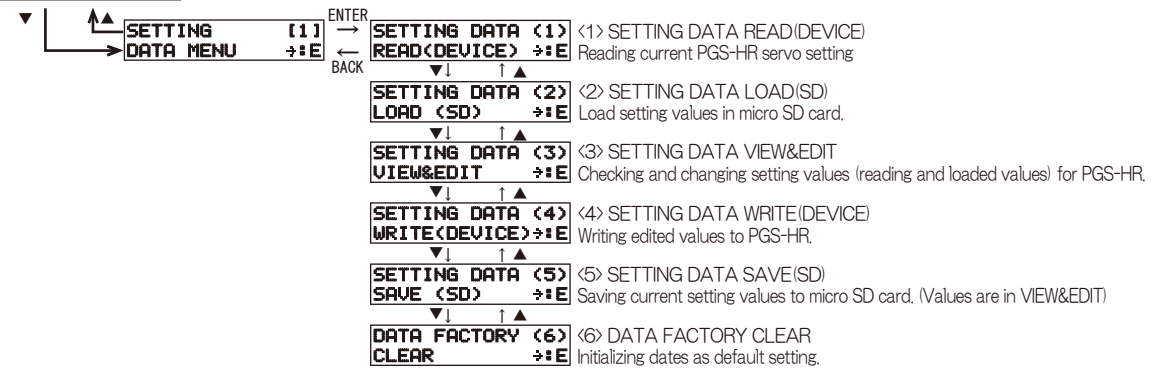 ▼ ▲ SETTING [1] ENTER → SETTING DATA (1) <1> SETTING DATA READ(DEVICE)
DATA MENU →:E ← BACK READ(DEVICE) →:E Reading current PGS-HR servo setting
▼↓ ↑▲
SETTING DATA (2) <2> SETTING DATA LOAD(SD)
LOAD (SD) →:E Load setting values in micro SD card.
▼↓ ↑▲
SETTING DATA (3) <3> SETTING DATA VIEW&EDIT
VIEW&EDIT →:E Checking and changing setting values (reading and loaded values) for PGS-HR.
▼↓ ↑▲
SETTING DATA (4) <4> SETTING DATA WRITE(DEVICE)
WRITE(DEVICE)→:E Writing edited values to PGS-HR.
▼↓ ↑▲
SETTING DATA (5) <5> SETTING DATA SAVE(SD)
SAVE (SD) →:E Saving current setting values to micro SD card. (Values are in VIEW&EDIT)
▼↓ ↑▲
DATA FACTORY (6) <6> DATA FACTORY CLEAR
CLEAR →:E Initializing dates as default setting.